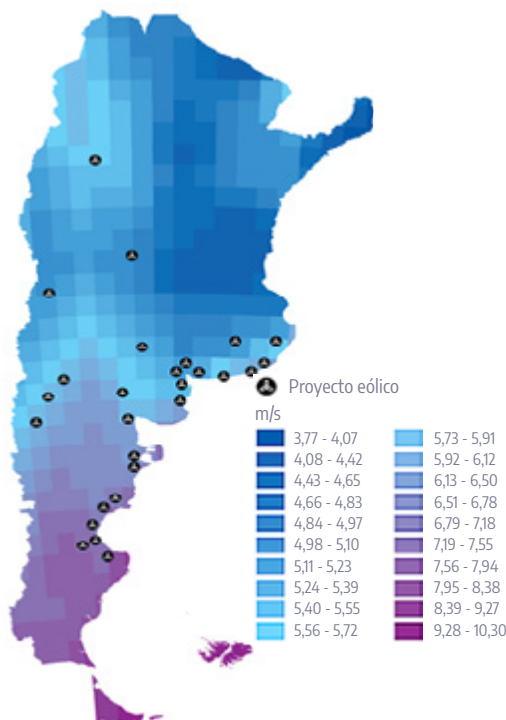 Proyecto eólico
m/s
3,77 - 4,07
4,08 - 4,42
4,43 - 4,65
4,66 - 4,83
4,84 - 4,97
4,98 - 5,10
5,11 - 5,23
5,24 - 5,39
5,40 - 5,55
5,56 - 5,72
5,73 - 5,91
5,92 - 6,12
6,13 - 6,50
6,51 - 6,78
6,79 - 7,18
7,19 - 7,55
7,56 - 7,94
7,95 - 8,38
8,39 - 9,27
9,28 - 10,30